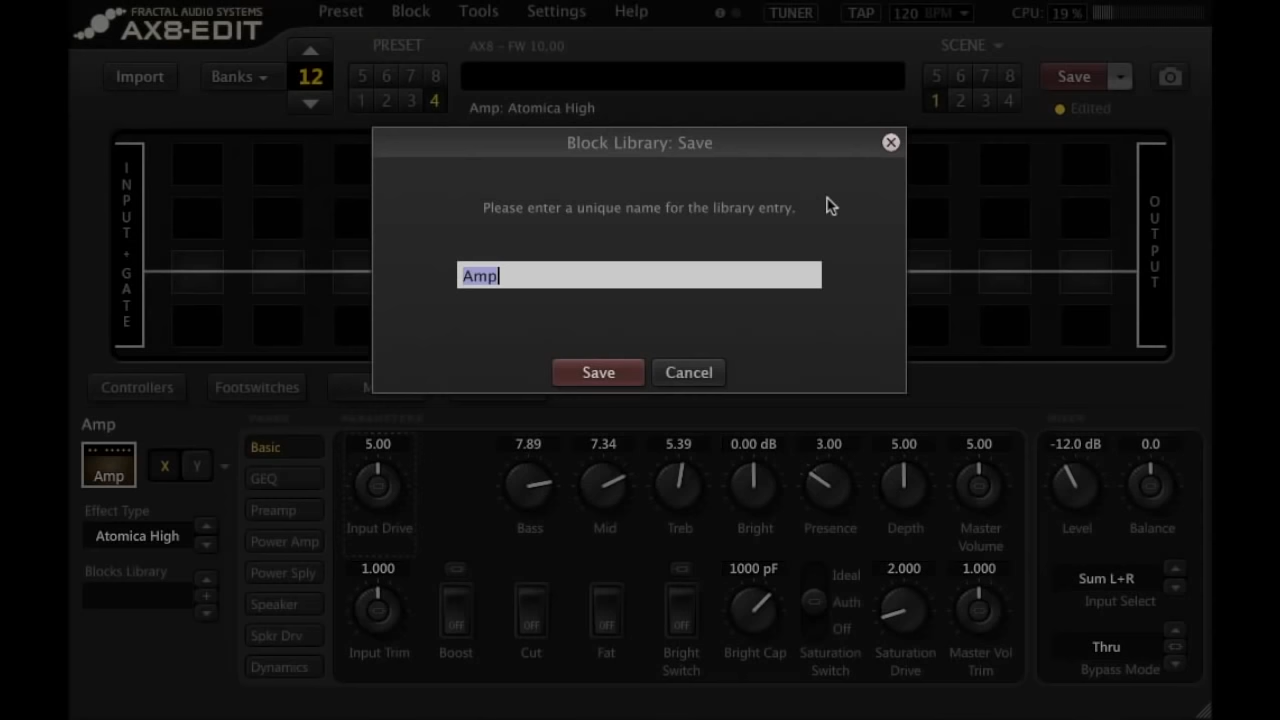 FRACTAL AUDIO SYSTEMS
AX8-EDIT
Preset Block Tools Settings Help
TUNER TAP 120 BPM CPU: 19 %
Import Banks 12
PRESET
5 6 7 8
1 2 3 4
AX8 - FW 10.00
Amp: Atomica High
SCENE
5 6 7 8
1 2 3 4
Save
Edited
INPUT + GATE
OUTPUT
Block Library: Save
Please enter a unique name for the library entry.
Amp
Save Cancel
Controllers Footswitches M
Amp
Amp
X Y
Effect Type
Atomica High
Blocks Library
PARAMETERS
MIXER
Basic
GEQ
Preamp
Power Amp
Power Sply
Speaker
Spkr Drv
Dynamics
5.00 7.89 7.34 5.39 0.00 dB 3.00 5.00 5.00
Input Drive Bass Mid Treb Bright Presence Depth Master Volume
1.000 1000 pF 2.000 1.000
Ideal
Auto
Off
OFF OFF OFF OFF
Input Trim Boost Cut Fat Bright Switch Bright Cap Saturation Switch Saturation Drive Master Vol Trim
-12.0 dB 0.0
Level Balance
Sum L+R
Input Select
Thru
Bypass Mode